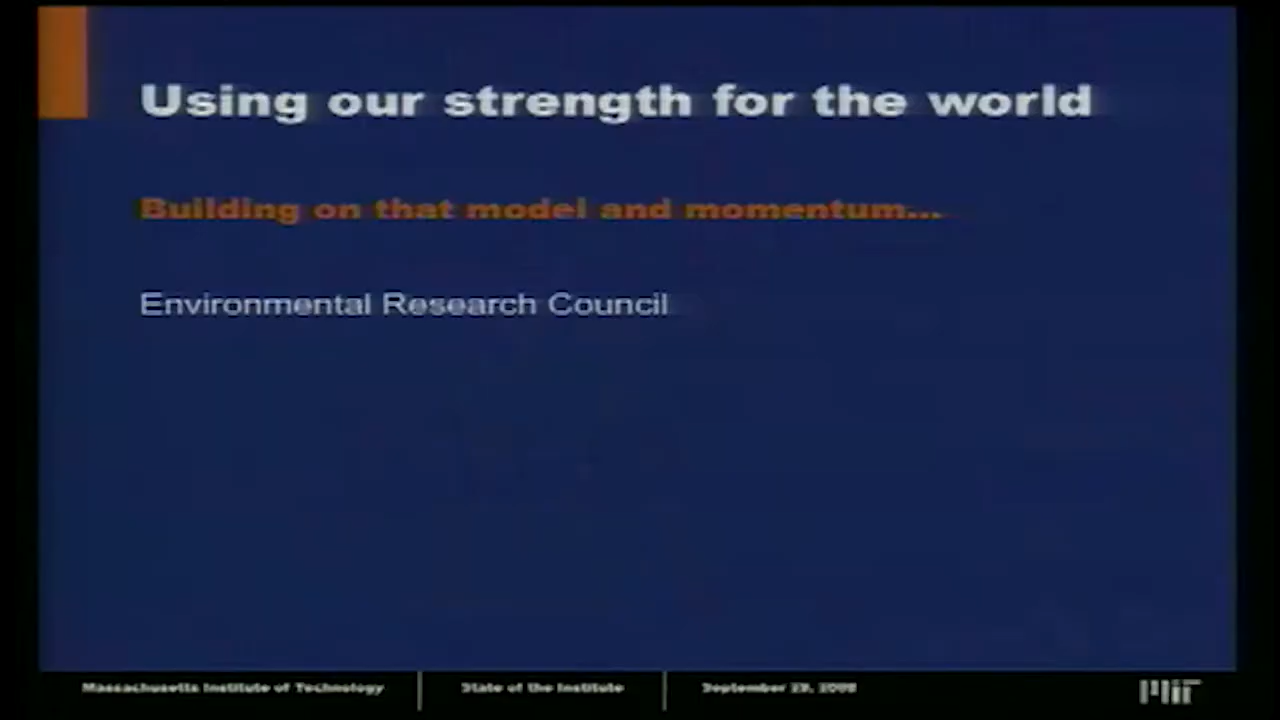 Using our strength for the world
Building on that model and momentum...
Environmental Research Council
Massachusetts Institute of Technology
State of the Institute
September
MIT